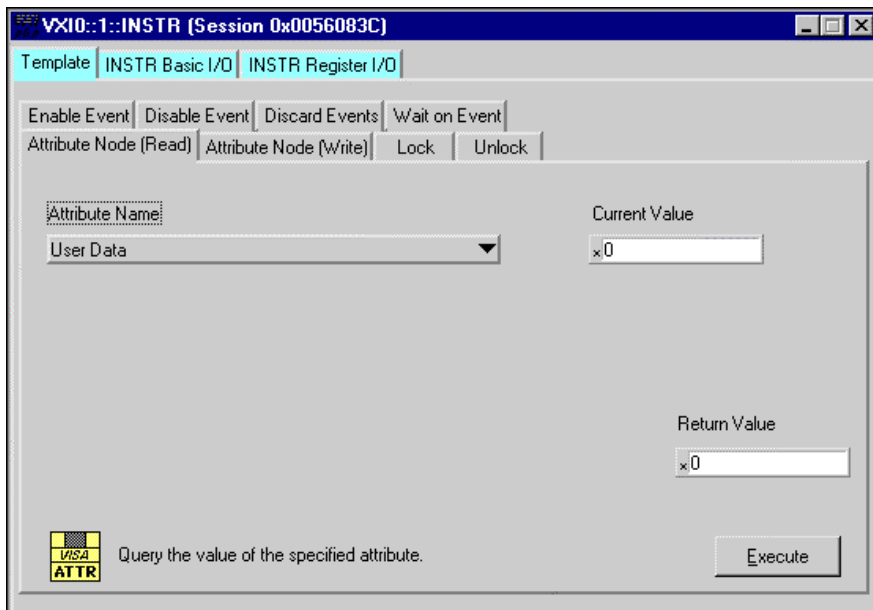 VXI0::1::INSTR (Session 0x0056083C)
Template INSTR Basic I/O INSTR Register I/O
Enable Event Disable Event Discard Events Wait on Event
Attribute Node (Read) Attribute Node (Write) Lock Unlock
Attribute Name Current Value
User Data x0
Return Value
x0
VISA
ATTR
Query the value of the specified attribute.
Execute